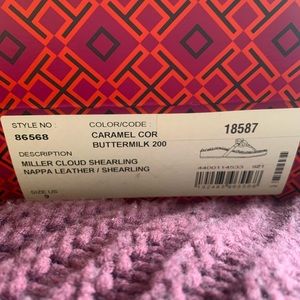 STYLE NO : COLOR/CODE : 18587
86568 CARAMEL COR
BUTTERMILK 200
DESCRIPTION
MILLER CLOUD SHEARLING
NAPPA LEATHER / SHEARLING
SIZE US
9